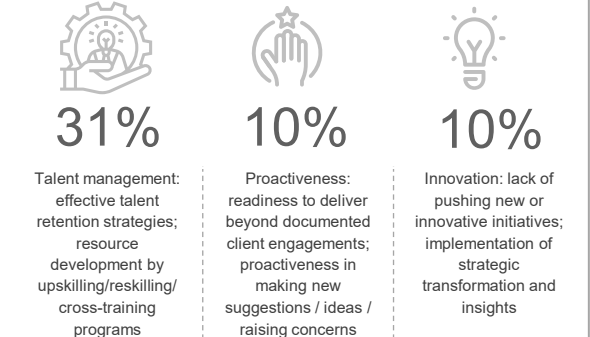 31%
Talent management:
effective talent
retention strategies;
resource
development by
upskilling/reskilling/
cross-training
programs
10%
Proactiveness:
readiness to deliver
beyond documented
client engagements;
proactiveness in
making new
suggestions / ideas /
raising concerns
10%
Innovation: lack of
pushing new or
innovative initiatives;
implementation of
strategic
transformation and
insights